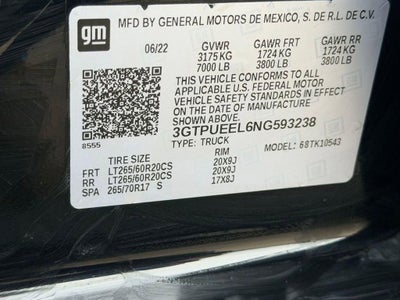 gm
MFD BY GENERAL MOTORS DE MEXICO, S. DE R.L. DE C.V.
06/22 GVWR GAWR FRT GAWR RR
3175 KG 1724 KG 1724 KG
7000 LB 3800 LB 3800 LB
THIS VEHICLE CONFORMS TO ALL APPLICABLE
U.S. FEDERAL MOTOR
VEHICLE SAFETY STANDARDS IN EFFECT
ON THE DATE OF MANUFACTURE
SHOWN ABOVE.
3GTPUEEL6NG593238
8555 TYPE: TRUCK MODEL: 68TK10543
TIRE SIZE RIM
FRT LT265/60R20CS 20X9J
RR LT265/60R20CS 20X9J
SPA 265/70R17 S 17X8J